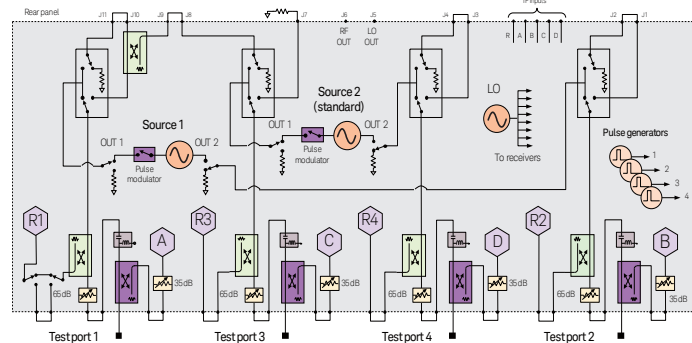 IF inputs
Rear panel
J11
J10
J9
J8
J7
J6
J5
J4
J3
J2
J1
RF
OUT
LO
OUT
R A B C D
Source 2
(standard)
LO
OUT 1
OUT 2
Source 1
OUT 1
OUT 2
Pulse
modulator
Pulse
modulator
To receivers
Pulse generators
1
2
3
4
R1
A
R3
C
R4
D
R2
B
65dB
35dB
65dB
35dB
65dB
35dB
65dB
35dB
Test port 1
Test port 3
Test port 4
Test port 2